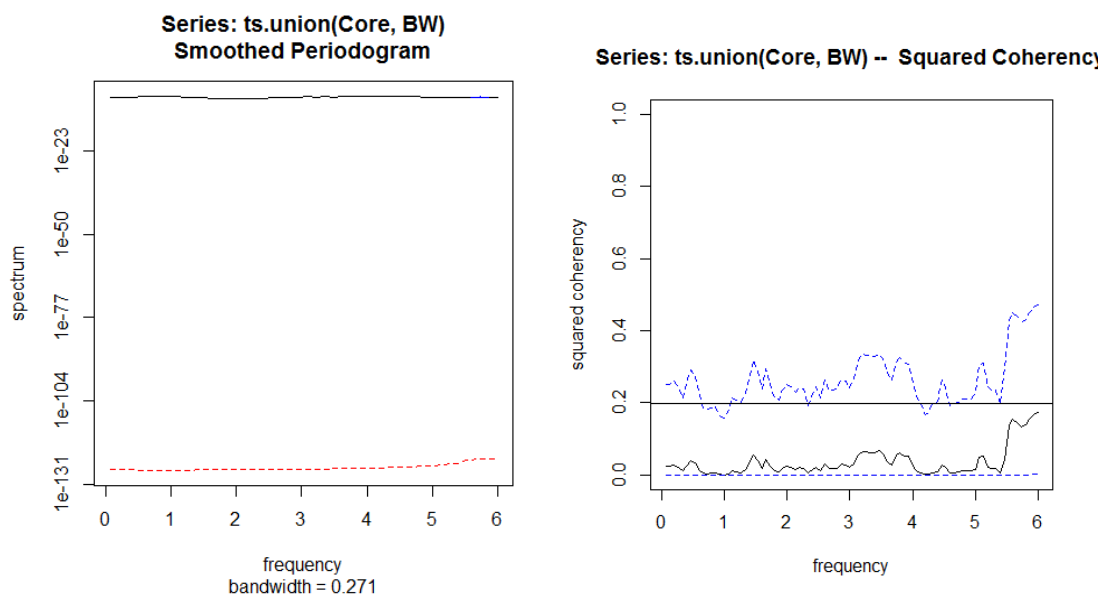 Series: ts.union(Core, BW)
Smoothed Periodogram
spectrum
1e-23
1e-50
1e-77
1e-104
1e-131
0 1 2 3 4 5 6
frequency
bandwidth = 0.271
Series: ts.union(Core, BW) -- Squared Coherency
squared coherency
1.0
0.8
0.6
0.4
0.2
0.0
0 1 2 3 4 5 6
frequency